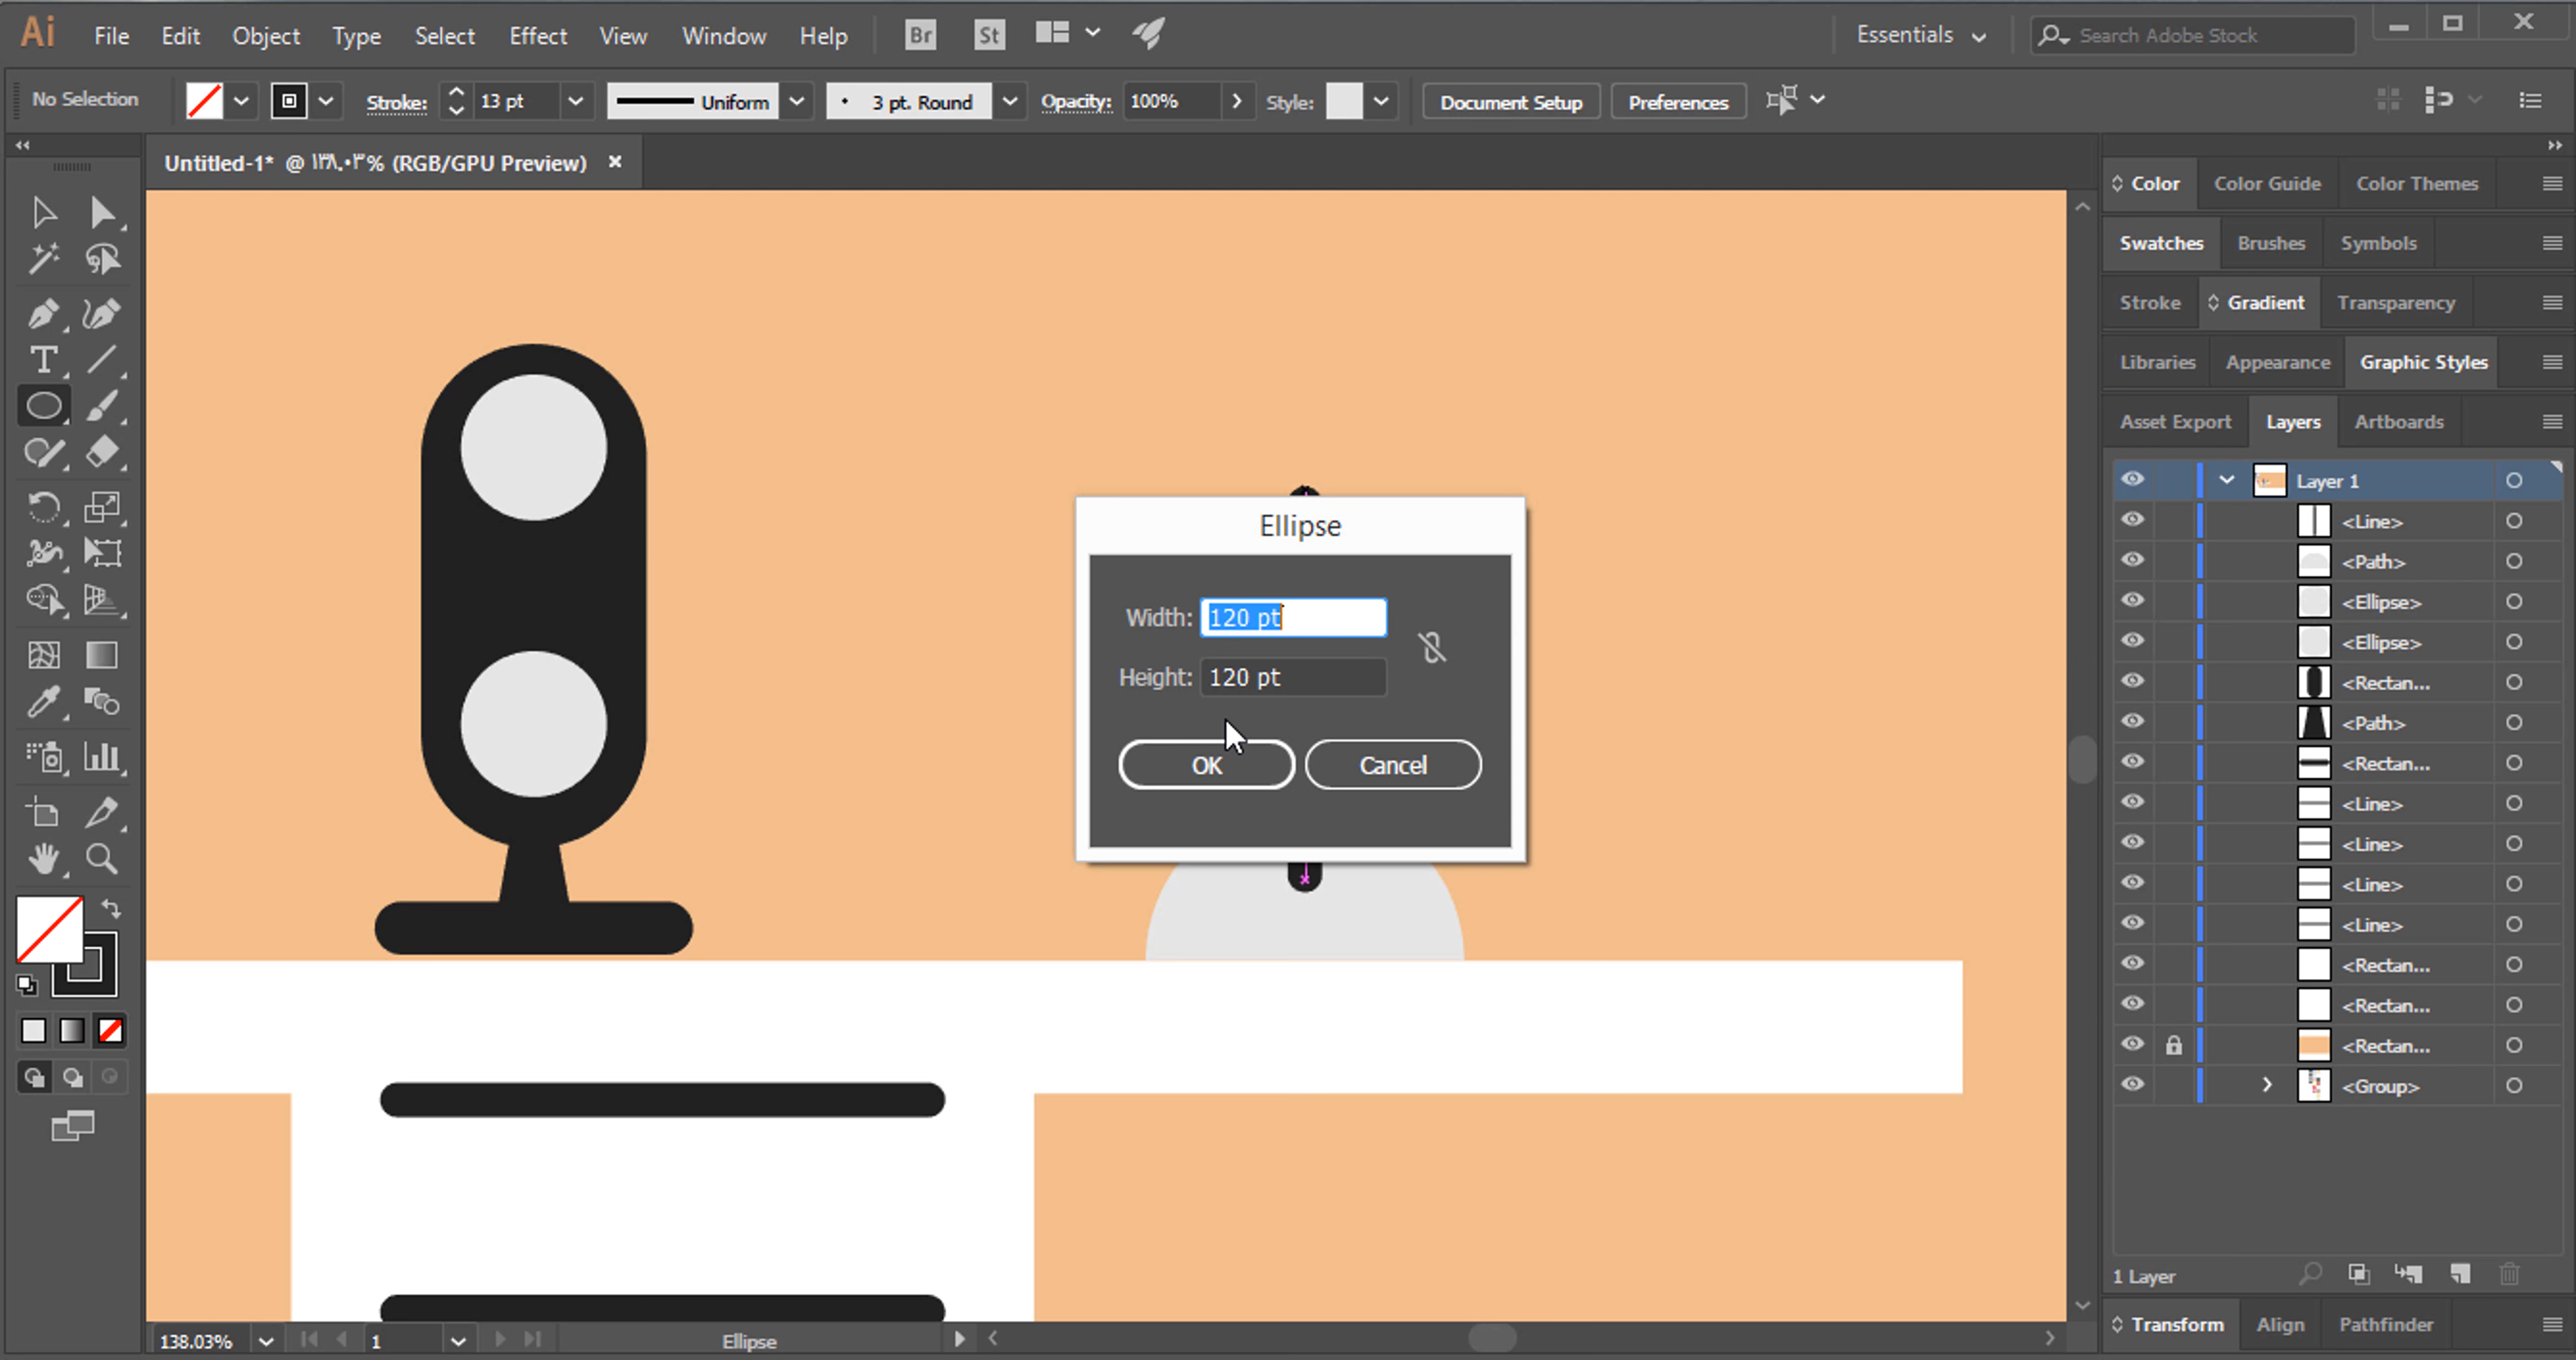 Ai File Edit Object Type Select Effect View Window Help Br St Essentials Search Adobe Stock
No Selection Stroke: 13 pt Uniform 3 pt. Round Opacity: 100% Style: Document Setup Preferences
Untitled-1* @ ۱۳۸.۰۳% (RGB/GPU Preview)
Color Color Guide Color Themes
Swatches Brushes Symbols
Stroke Gradient Transparency
Libraries Appearance Graphic Styles
Asset Export Layers Artboards
Layer 1
<Line>
<Path>
<Ellipse>
<Ellipse>
<Rectan...
<Path>
<Rectan...
<Line>
<Line>
<Line>
<Line>
<Rectan...
<Rectan...
<Rectan...
<Group>
1 Layer
Transform Align Pathfinder
Ellipse
Width: 120 pt
Height: 120 pt
OK Cancel
138.03% 1 Ellipse